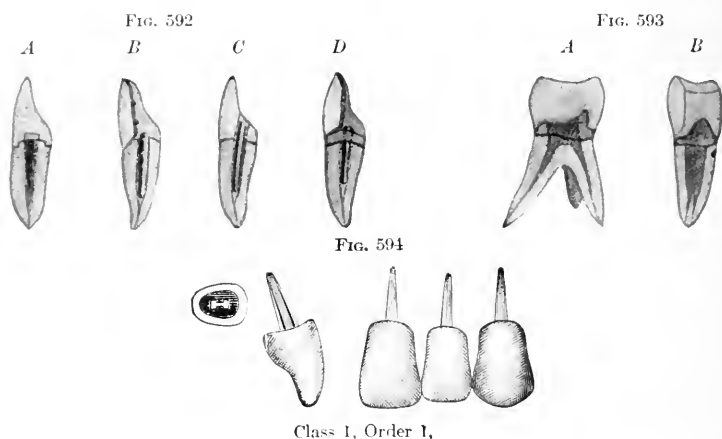 FIG. 592
FIG. 593
A B C D
A B
FIG. 594
Class I, Order I,